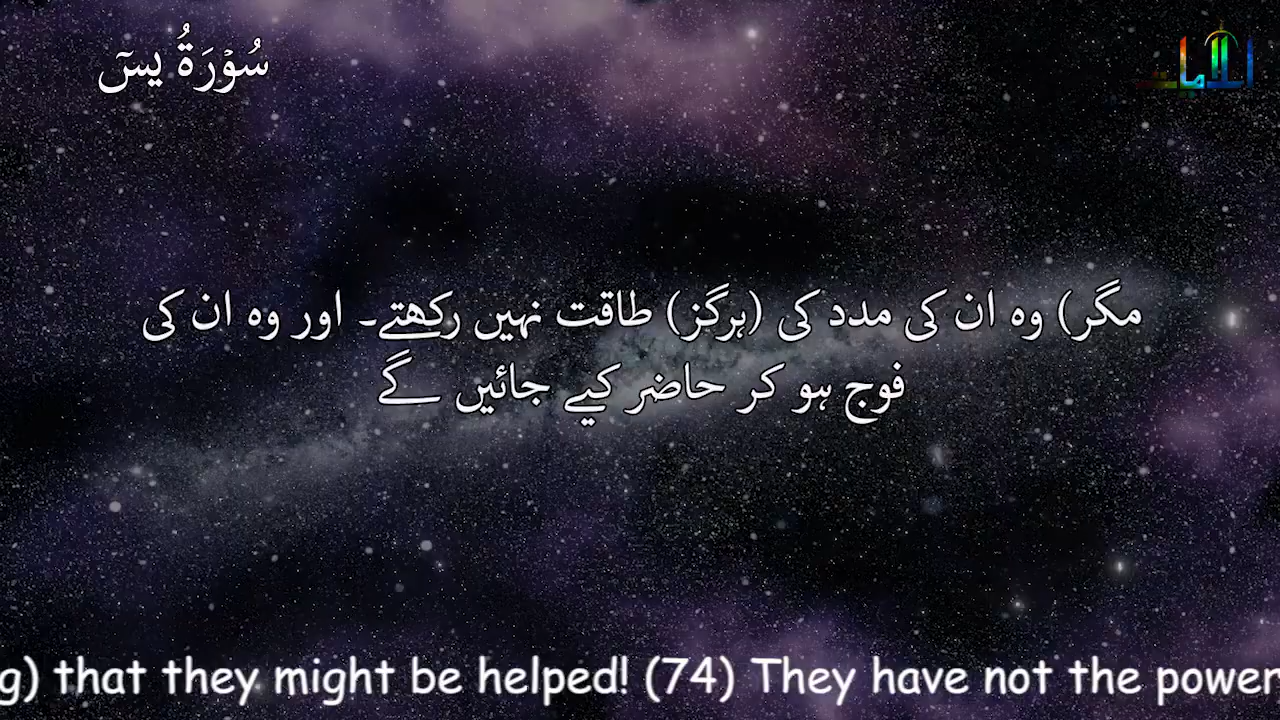 سُوْرَةُ يسٓ
مگر) وہ ان کی مدد کی (ہرگز) طاقت نہیں رکھتے۔ اور وہ ان کی
فوج ہو کر حاضر کیے جائیں گے
g) that they might be helped! (74) They have not the power